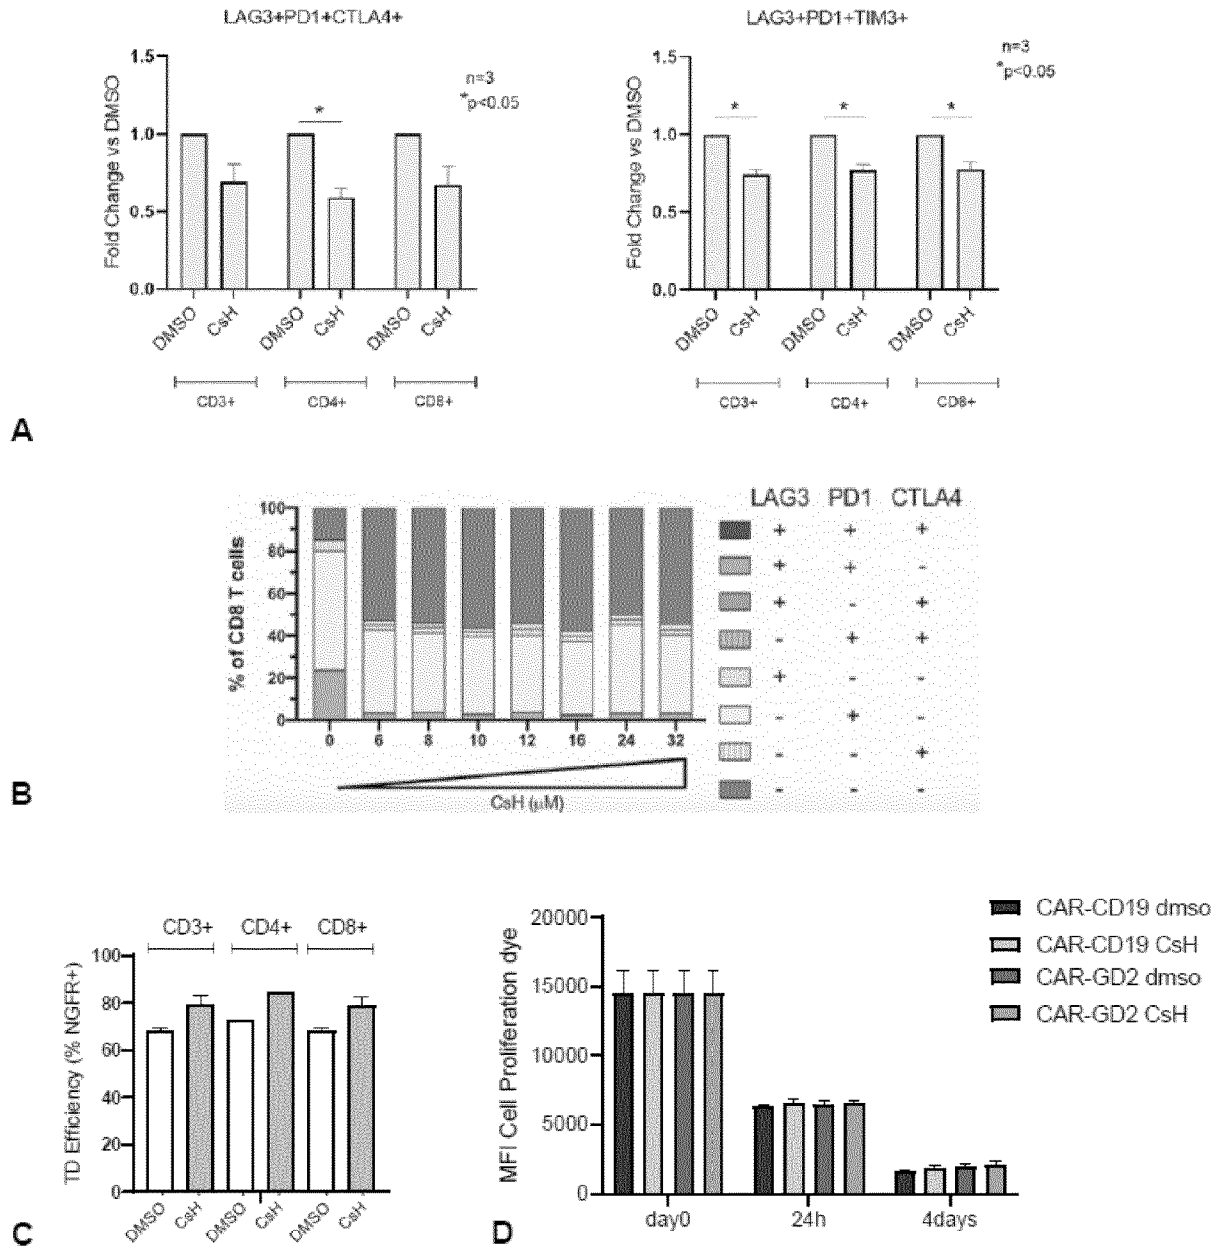 LAG3+PD1+CTLA4+
LAG3+PD1+TIM3+
Fold Change vs DMSO
1.5
1.0
0.5
0.0
*
n=3
*p<0.05
DMSO CsH DMSO CsH DMSO CsH
CD3+ CD4+ CD8+
Fold Change vs DMSO
1.5
1.0
0.5
0.0
* * *
n=3
*p<0.05
DMSO CsH DMSO CsH DMSO CsH
CD3+ CD4+ CD8+
A
% of CD8 T cells
100
80
60
40
20
0
0 6 8 10 12 16 24 32
CsH (µM)
LAG3 PD1 CTLA4
+ + +
+ + -
+ - +
- + +
+ - -
- + -
- - +
- - -
B
CD3+ CD4+ CD8+
TD Efficiency (% NGFR+)
100
80
60
40
20
0
DMSO CsH DMSO CsH DMSO CsH
C
MFI Cell Proliferation dye
20000
15000
10000
5000
0
day0 24h 4days
CAR-CD19 dmso
CAR-CD19 CsH
CAR-GD2 dmso
CAR-GD2 CsH
D